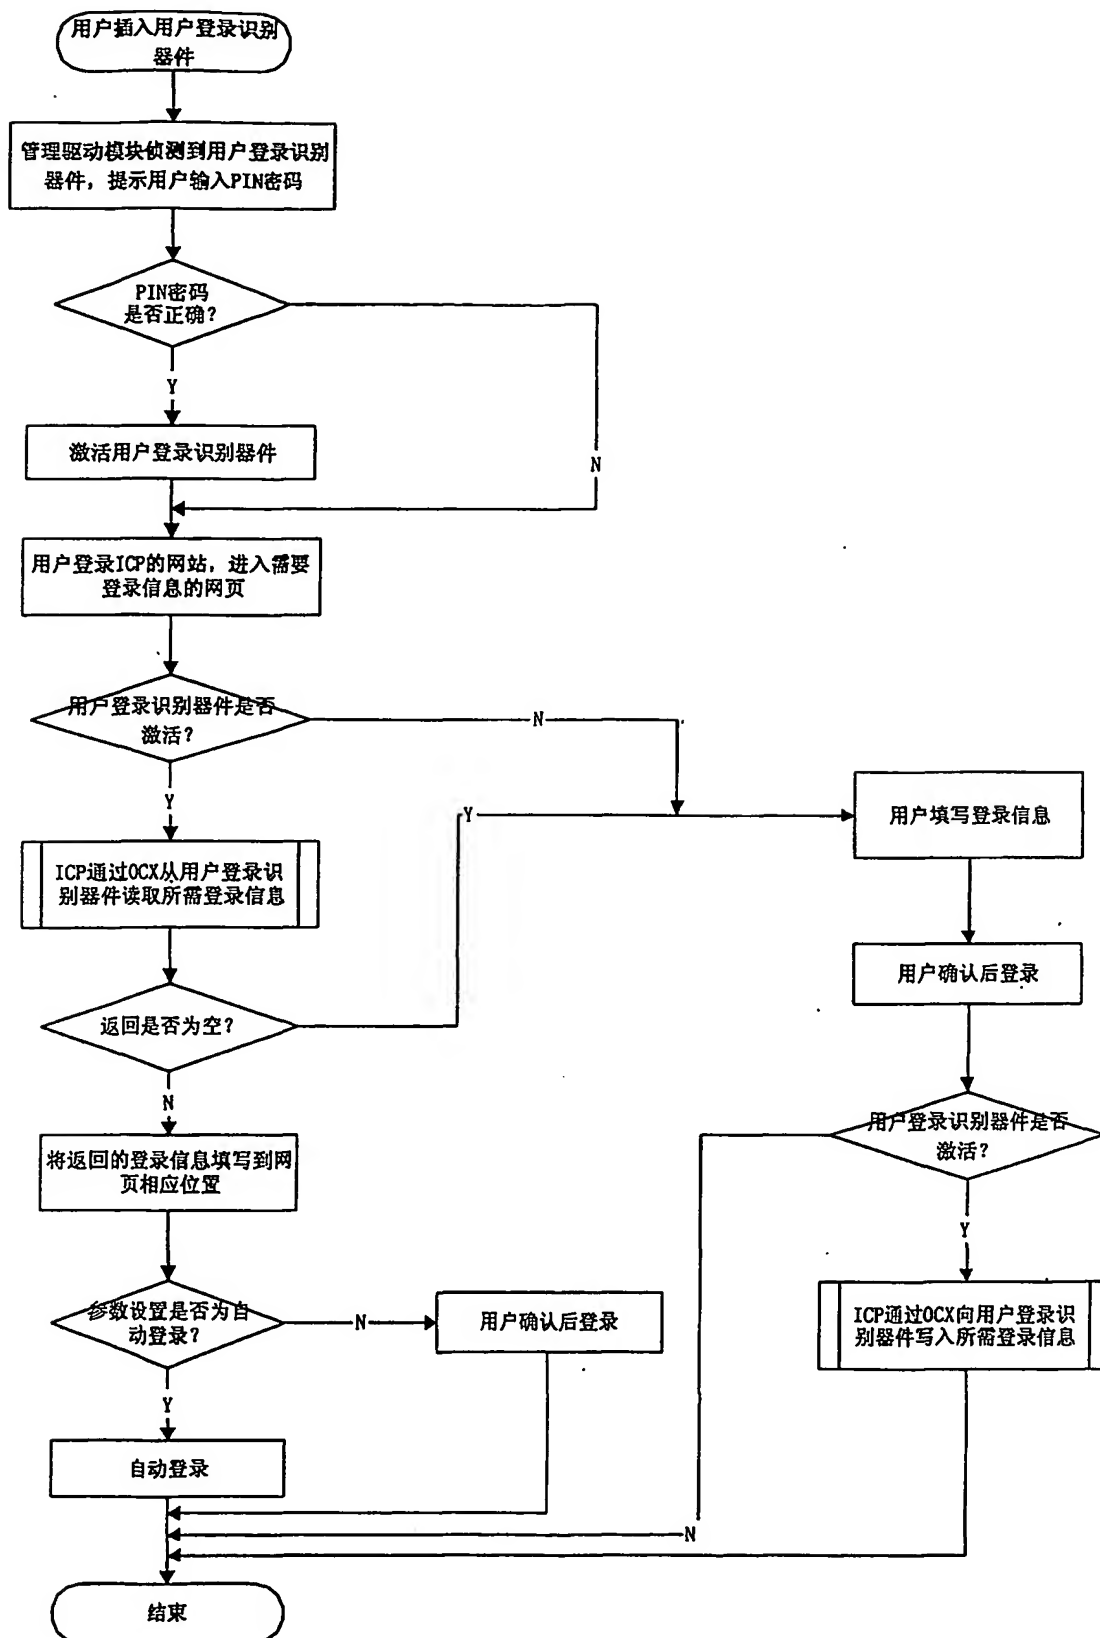 用户插入用户登录识别
器件
管理驱动模块侦测到用户登录识别
器件，提示用户输入PIN密码
PIN密码
是否正确？
Y
激活用户登录识别器件
N
用户登录ICP的网站，进入需要
登录信息的网页
用户登录识别器件是否
激活？
N
Y
Y
用户填写登录信息
ICP通过OCX从用户登录识
别器件读取所需登录信息
用户确认后登录
返回是否为空？
N
用户登录识别器件是否
激活？
将返回的登录信息填写到网
页相应位置
Y
参数设置是否为自
动登录？
N
用户确认后登录
ICP通过OCX向用户登录识
别器件写入所需登录信息
Y
自动登录
N
结束